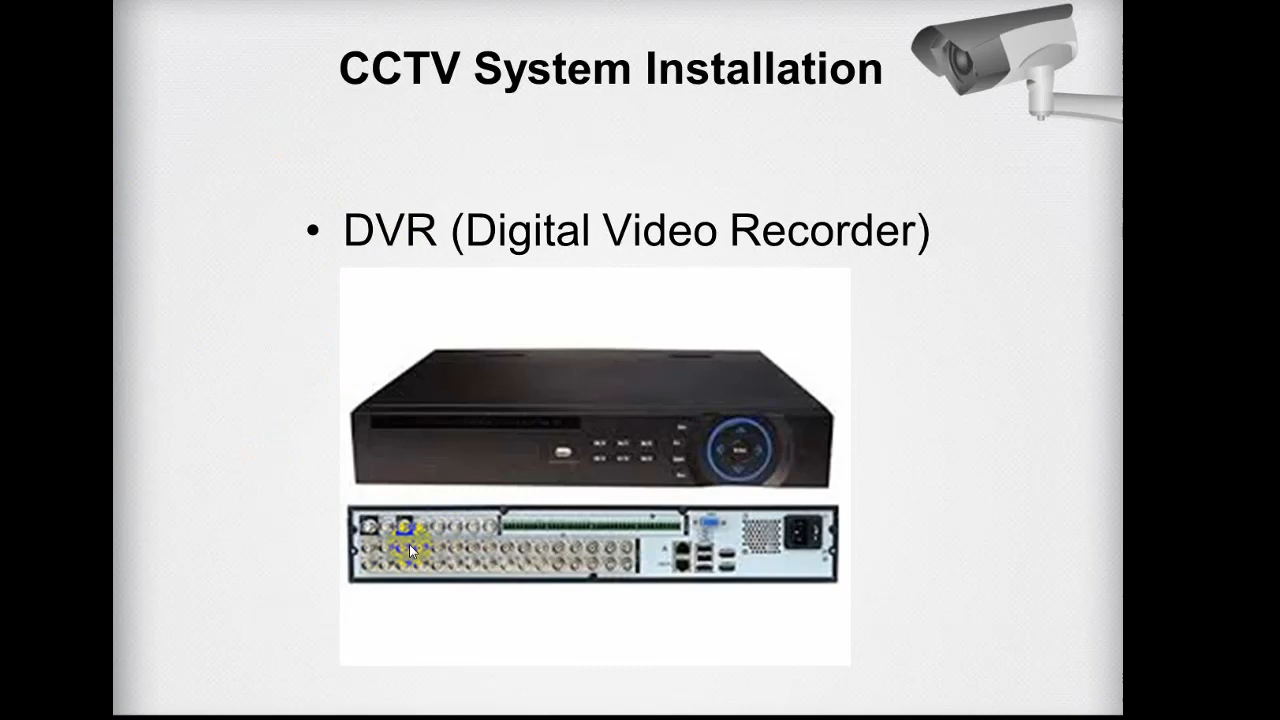 CCTV System Installation
• DVR (Digital Video Recorder)